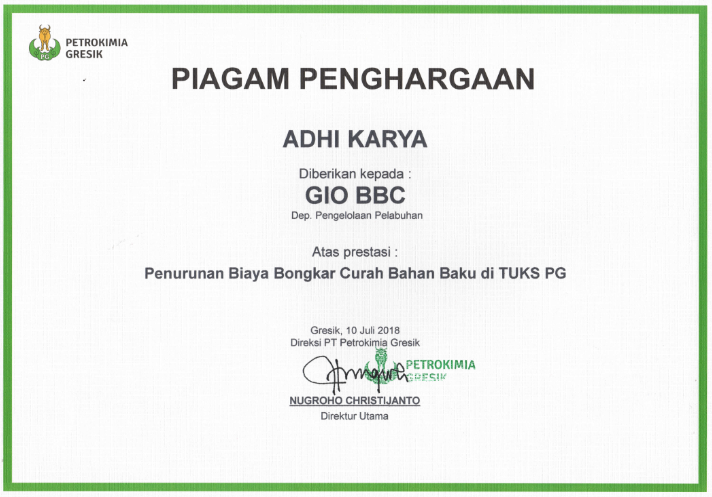 PG
PETROKIMIA
GRESIK
PIAGAM PENGHARGAAN
ADHI KARYA
Diberikan kepada :
GIO BBC
Dep. Pengelolaan Pelabuhan
Atas prestasi :
Penurunan Biaya Bongkar Curah Bahan Baku di TUKS PG
Gresik, 10 Juli 2018
Direksi PT Petrokimia Gresik
PETROKIMIA
GRESIK
NUGROHO CHRISTIJANTO
Direktur Utama